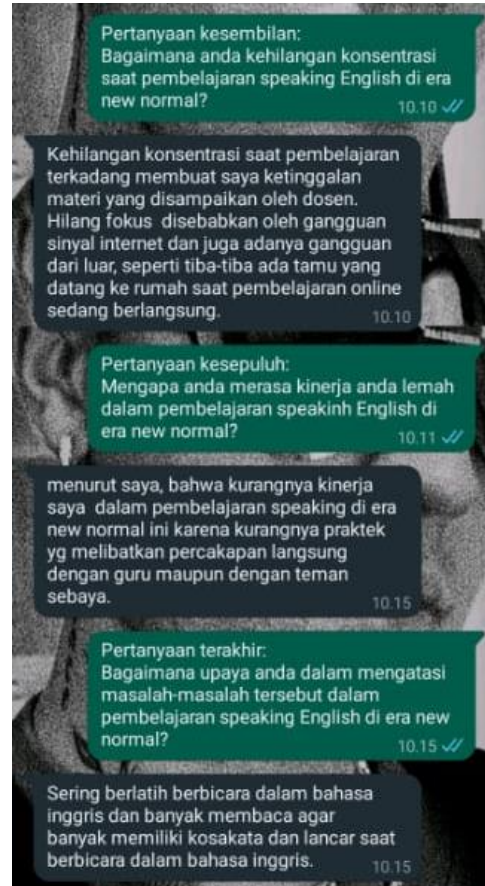 Pertanyaan kesembilan:
Bagaimana anda kehilangan konsentrasi
saat pembelajaran speaking English di era
new normal?
10.10
Kehilangan konsentrasi saat pembelajaran
terkadang membuat saya ketinggalan
materi yang disampaikan oleh dosen.
Hilang fokus disebabkan oleh gangguan
sinyal internet dan juga adanya gangguan
dari luar, seperti tiba-tiba ada tamu yang
datang ke rumah saat pembelajaran online
sedang berlangsung.
10.10
Pertanyaan kesepuluh:
Mengapa anda merasa kinerja anda lemah
dalam pembelajaran speakinh English di
era new normal?
10.11
menurut saya, bahwa kurangnya kinerja
saya dalam pembelajaran speaking di era
new normal ini karena kurangnya praktek
yg melibatkan percakapan langsung
dengan guru maupun dengan teman
sebaya.
10.15
Pertanyaan terakhir:
Bagaimana upaya anda dalam mengatasi
masalah-masalah tersebut dalam
pembelajaran speaking English di era new
normal?
10.15
Sering berlatih berbicara dalam bahasa
inggris dan banyak membaca agar
banyak memiliki kosakata dan lancar saat
berbicara dalam bahasa inggris.
10.15